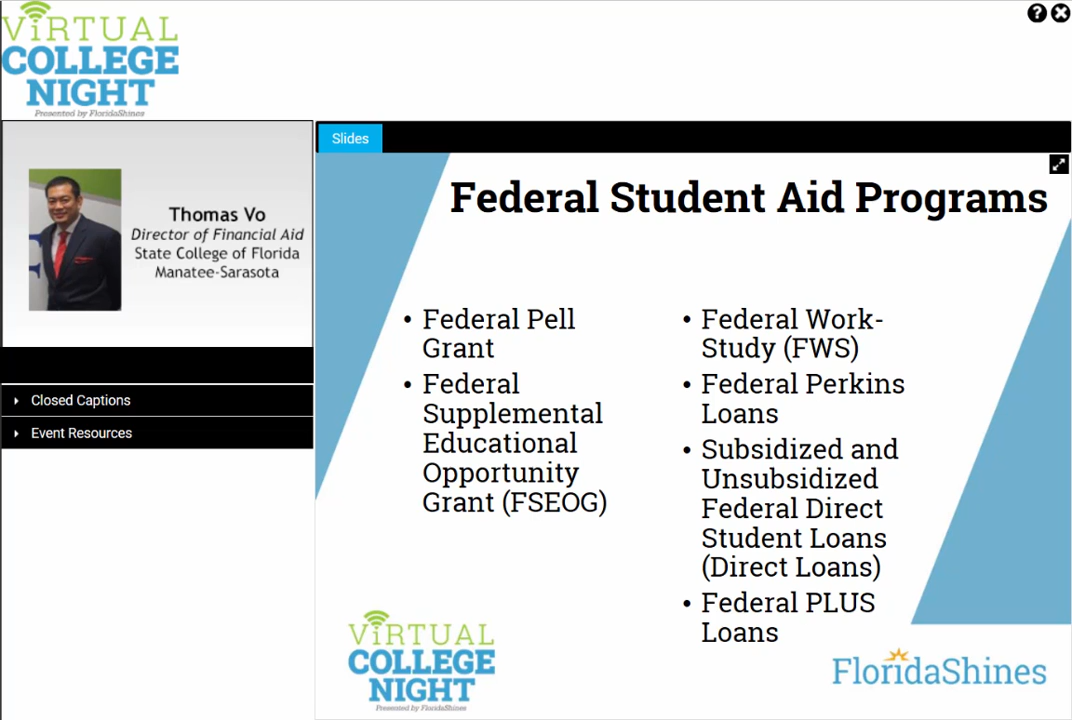 ViRTUAL
COLLEGE
NIGHT
Presented by FloridaShines
Thomas Vo
Director of Financial Aid
State College of Florida
Manatee-Sarasota
Closed Captions
Event Resources
Slides
Federal Student Aid Programs
• Federal Pell
Grant
• Federal
Supplemental
Educational
Opportunity
Grant (FSEOG)
• Federal Work-
Study (FWS)
• Federal Perkins
Loans
• Subsidized and
Unsubsidized
Federal Direct
Student Loans
(Direct Loans)
• Federal PLUS
Loans
ViRTUAL
COLLEGE
NIGHT
Presented by FloridaShines
FloridaShines